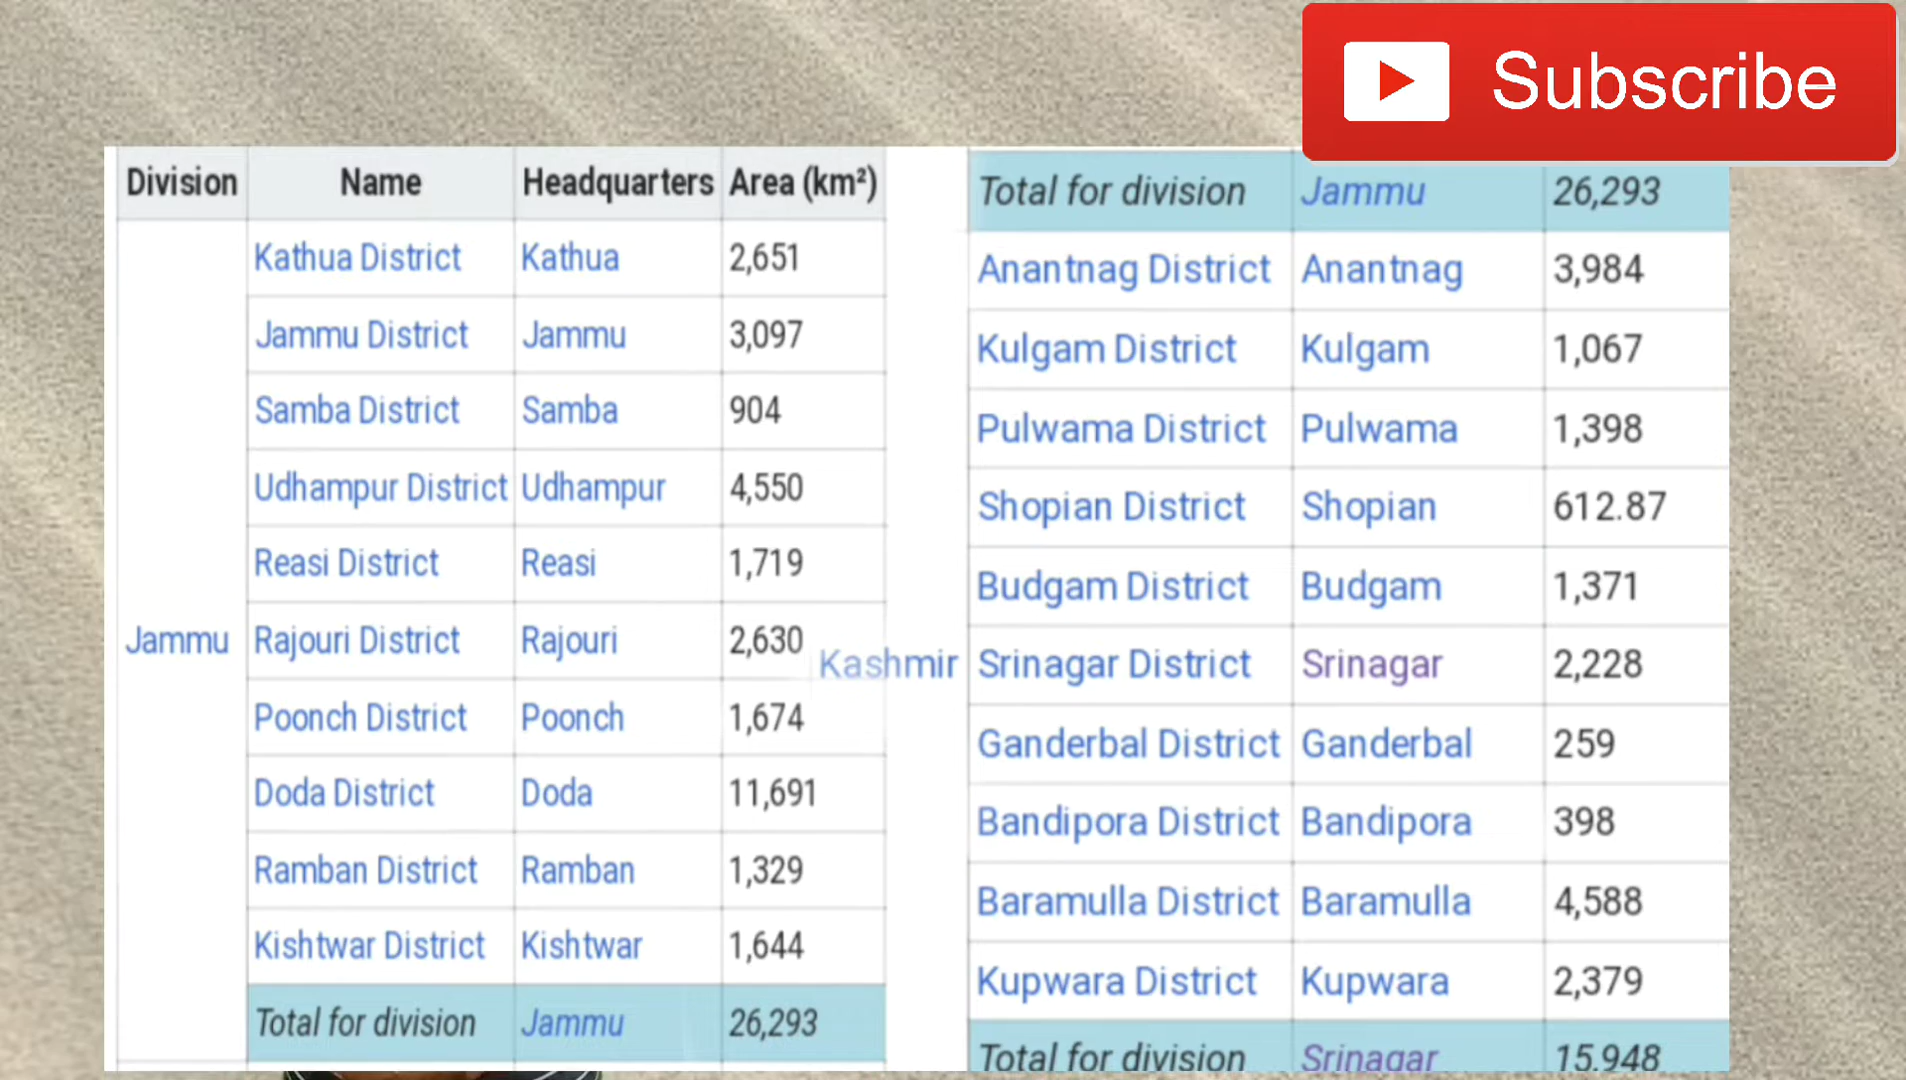 Subscribe
Division Name Headquarters Area (km²)
Kathua District Kathua 2,651
Jammu District Jammu 3,097
Samba District Samba 904
Udhampur District Udhampur 4,550
Reasi District Reasi 1,719
Jammu Rajouri District Rajouri 2,630
Poonch District Poonch 1,674
Doda District Doda 11,691
Ramban District Ramban 1,329
Kishtwar District Kishtwar 1,644
Total for division Jammu 26,293
Total for division Jammu 26,293
Anantnag District Anantnag 3,984
Kulgam District Kulgam 1,067
Pulwama District Pulwama 1,398
Shopian District Shopian 612.87
Budgam District Budgam 1,371
Kashmir Srinagar District Srinagar 2,228
Ganderbal District Ganderbal 259
Bandipora District Bandipora 398
Baramulla District Baramulla 4,588
Kupwara District Kupwara 2,379
Total for division Srinagar 15,948